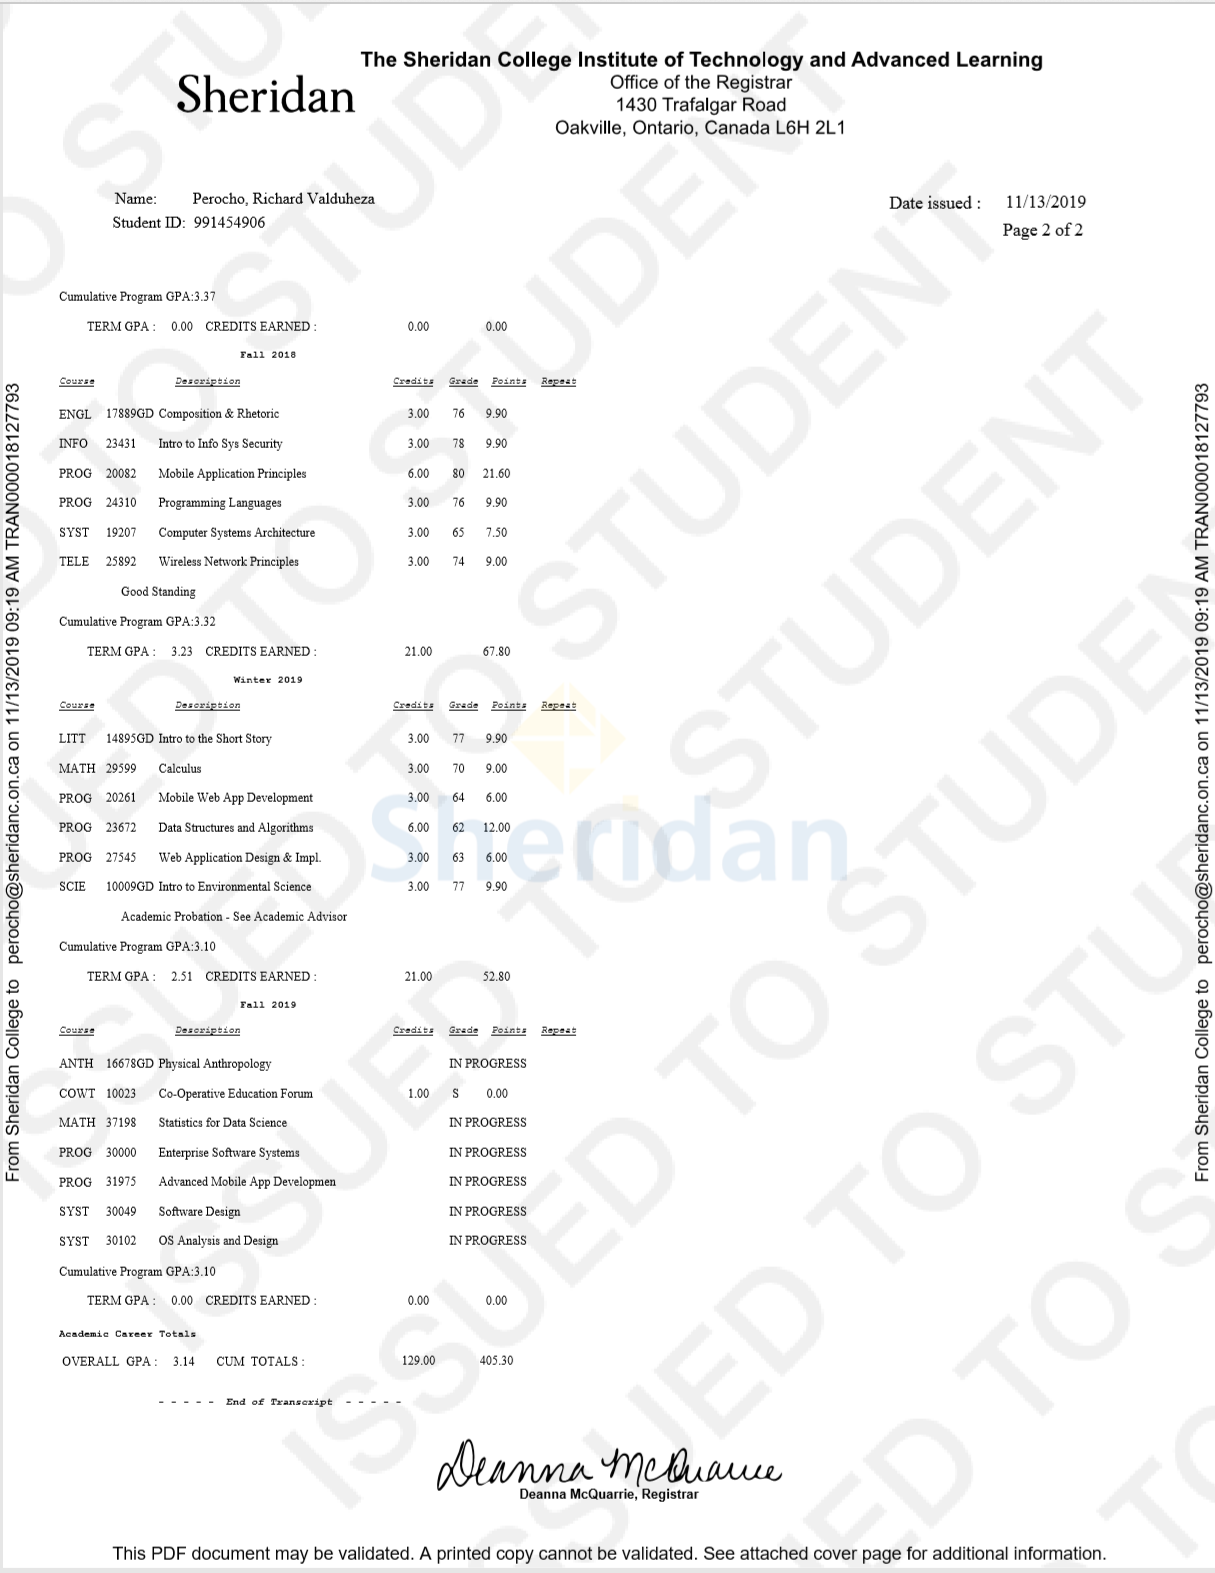 The Sheridan College Institute of Technology and Advanced Learning
Sheridan
Office of the Registrar
1430 Trafalgar Road
Oakville, Ontario, Canada L6H 2L1
Name: Perocho, Richard Valduheza
Student ID: 991454906
Date issued : 11/13/2019
Page 2 of 2
Cumulative Program GPA:3.37
TERM GPA : 0.00 CREDITS EARNED : 0.00 0.00
Fall 2018
Course Description Credits Grade Points Repeat
ENGL 17889GD Composition & Rhetoric 3.00 76 9.90
INFO 23431 Intro to Info Sys Security 3.00 78 9.90
PROG 20082 Mobile Application Principles 6.00 80 21.60
PROG 24310 Programming Languages 3.00 76 9.90
SYST 19207 Computer Systems Architecture 3.00 65 7.50
TELE 25892 Wireless Network Principles 3.00 74 9.00
Good Standing
Cumulative Program GPA:3.32
TERM GPA : 3.23 CREDITS EARNED : 21.00 67.80
Winter 2019
Course Description Credits Grade Points Repeat
LITT 14895GD Intro to the Short Story 3.00 77 9.90
MATH 29599 Calculus 3.00 70 9.00
PROG 20261 Mobile Web App Development 3.00 64 6.00
PROG 23672 Data Structures and Algorithms 6.00 62 12.00
PROG 27545 Web Application Design & Impl. 3.00 63 6.00
SCIE 10009GD Intro to Environmental Science 3.00 77 9.90
Academic Probation - See Academic Advisor
Cumulative Program GPA:3.10
TERM GPA : 2.51 CREDITS EARNED : 21.00 52.80
Fall 2019
Course Description Credits Grade Points Repeat
ANTH 16678GD Physical Anthropology IN PROGRESS
COWT 10023 Co-Operative Education Forum 1.00 S 0.00
MATH 37198 Statistics for Data Science IN PROGRESS
PROG 30000 Enterprise Software Systems IN PROGRESS
PROG 31975 Advanced Mobile App Developmen IN PROGRESS
SYST 30049 Software Design IN PROGRESS
SYST 30102 OS Analysis and Design IN PROGRESS
Cumulative Program GPA:3.10
TERM GPA : 0.00 CREDITS EARNED : 0.00 0.00
Academic Career Totals
OVERALL GPA : 3.14 CUM TOTALS : 129.00 405.30
- - - - - End of Transcript - - - - -
Deanna McQuarrie
Deanna McQuarrie, Registrar
This PDF document may be validated. A printed copy cannot be validated. See attached cover page for additional information.
From Sheridan College to perocho@sheridanc.on.ca on 11/13/2019 09:19 AM TRAN000018127793
From Sheridan College to perocho@sheridanc.on.ca on 11/13/2019 09:19 AM TRAN000018127793
Sheridan
ISSUED TO STUDENT
ISSUED TO STUDENT
ISSUED TO STUDENT